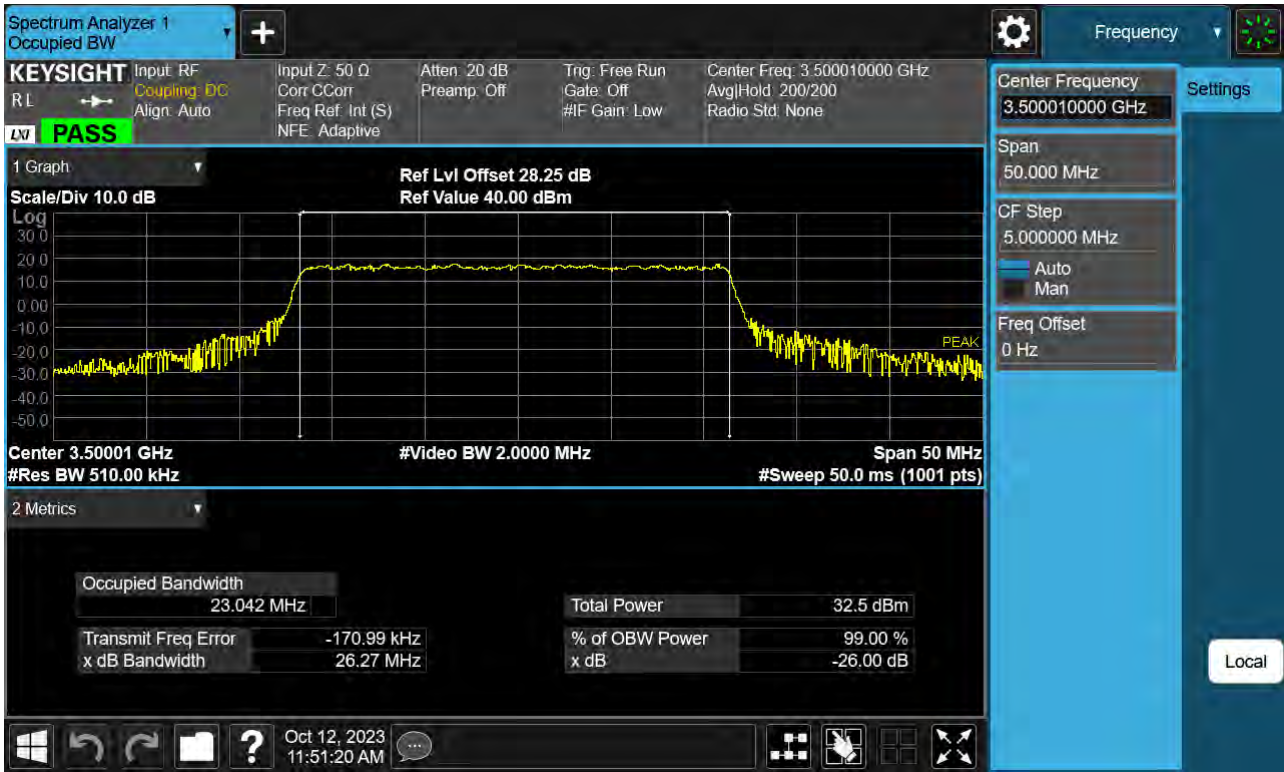 Spectrum Analyzer 1
Occupied BW
Frequency
KEYSIGHT
RL
LXI
PASS
Input: RF
Coupling: DC
Align: Auto
Input Z: 50 Ω
Corr CCorr
Freq Ref: Int (S)
NFE: Adaptive
Atten: 20 dB
Preamp: Off
Trig: Free Run
Gate: Off
#IF Gain: Low
Center Freq: 3.500010000 GHz
Avg|Hold: 200/200
Radio Std: None
Center Frequency
3.500010000 GHz
Settings
Span
50.000 MHz
CF Step
5.000000 MHz
Auto
Man
Freq Offset
0 Hz
1 Graph
Scale/Div 10.0 dB
Ref Lvl Offset 28.25 dB
Ref Value 40.00 dBm
Log
30.0
20.0
10.0
0.00
-10.0
-20.0
-30.0
-40.0
-50.0
PEAK
Center 3.50001 GHz
#Video BW 2.0000 MHz
Span 50 MHz
#Res BW 510.00 kHz
#Sweep 50.0 ms (1001 pts)
2 Metrics
Occupied Bandwidth
23.042 MHz
Total Power 32.5 dBm
Transmit Freq Error -170.99 kHz
% of OBW Power 99.00 %
x dB Bandwidth 26.27 MHz
x dB -26.00 dB
Local
Oct 12, 2023
11:51:20 AM